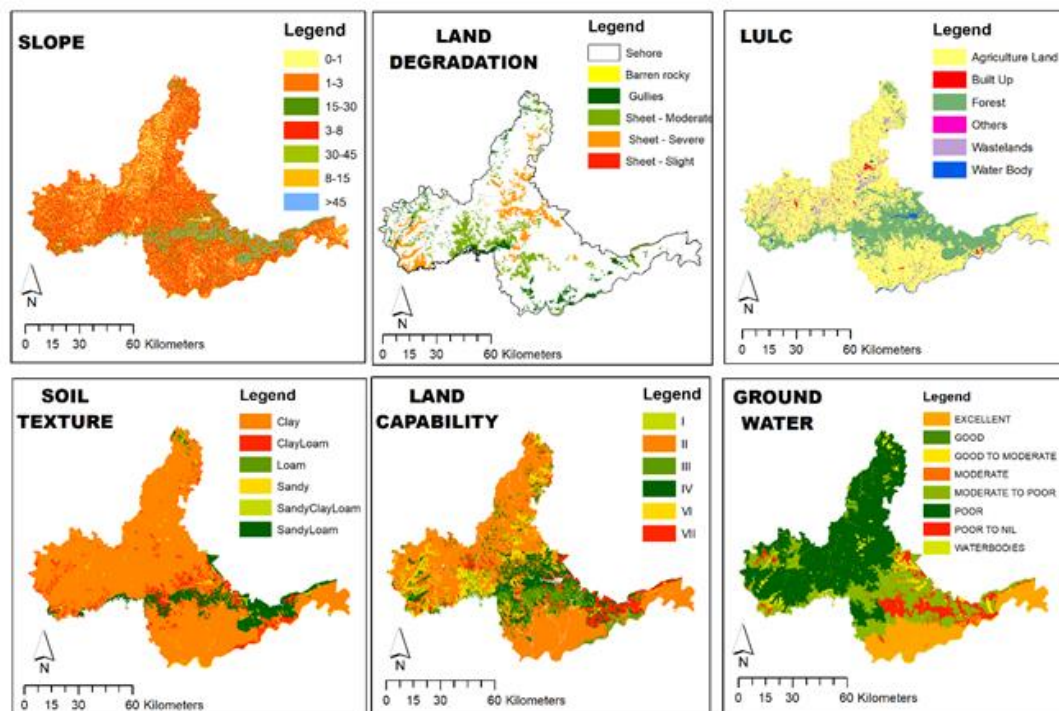 SLOPE
Legend
0-1
1-3
15-30
3-8
30-45
8-15
>45
N
0 15 30 60 Kilometers
LAND
DEGRADATION
Legend
Sehore
Barren rocky
Gullies
Sheet - Moderate
Sheet - Severe
Sheet - Slight
N
0 15 30 60 Kilometers
LULC
Legend
Agriculture Land
Built Up
Forest
Others
Wastelands
Water Body
N
0 15 30 60 Kilometers
SOIL
TEXTURE
Legend
Clay
ClayLoam
Loam
Sandy
SandyClayLoam
SandyLoam
N
0 15 30 60 Kilometers
LAND
CAPABILITY
Legend
I
II
III
IV
VI
VII
N
0 15 30 60 Kilometers
GROUND
WATER
Legend
EXCELLENT
GOOD
GOOD TO MODERATE
MODERATE
MODERATE TO POOR
POOR
POOR TO NIL
WATERBODIES
N
0 15 30 60 Kilometers